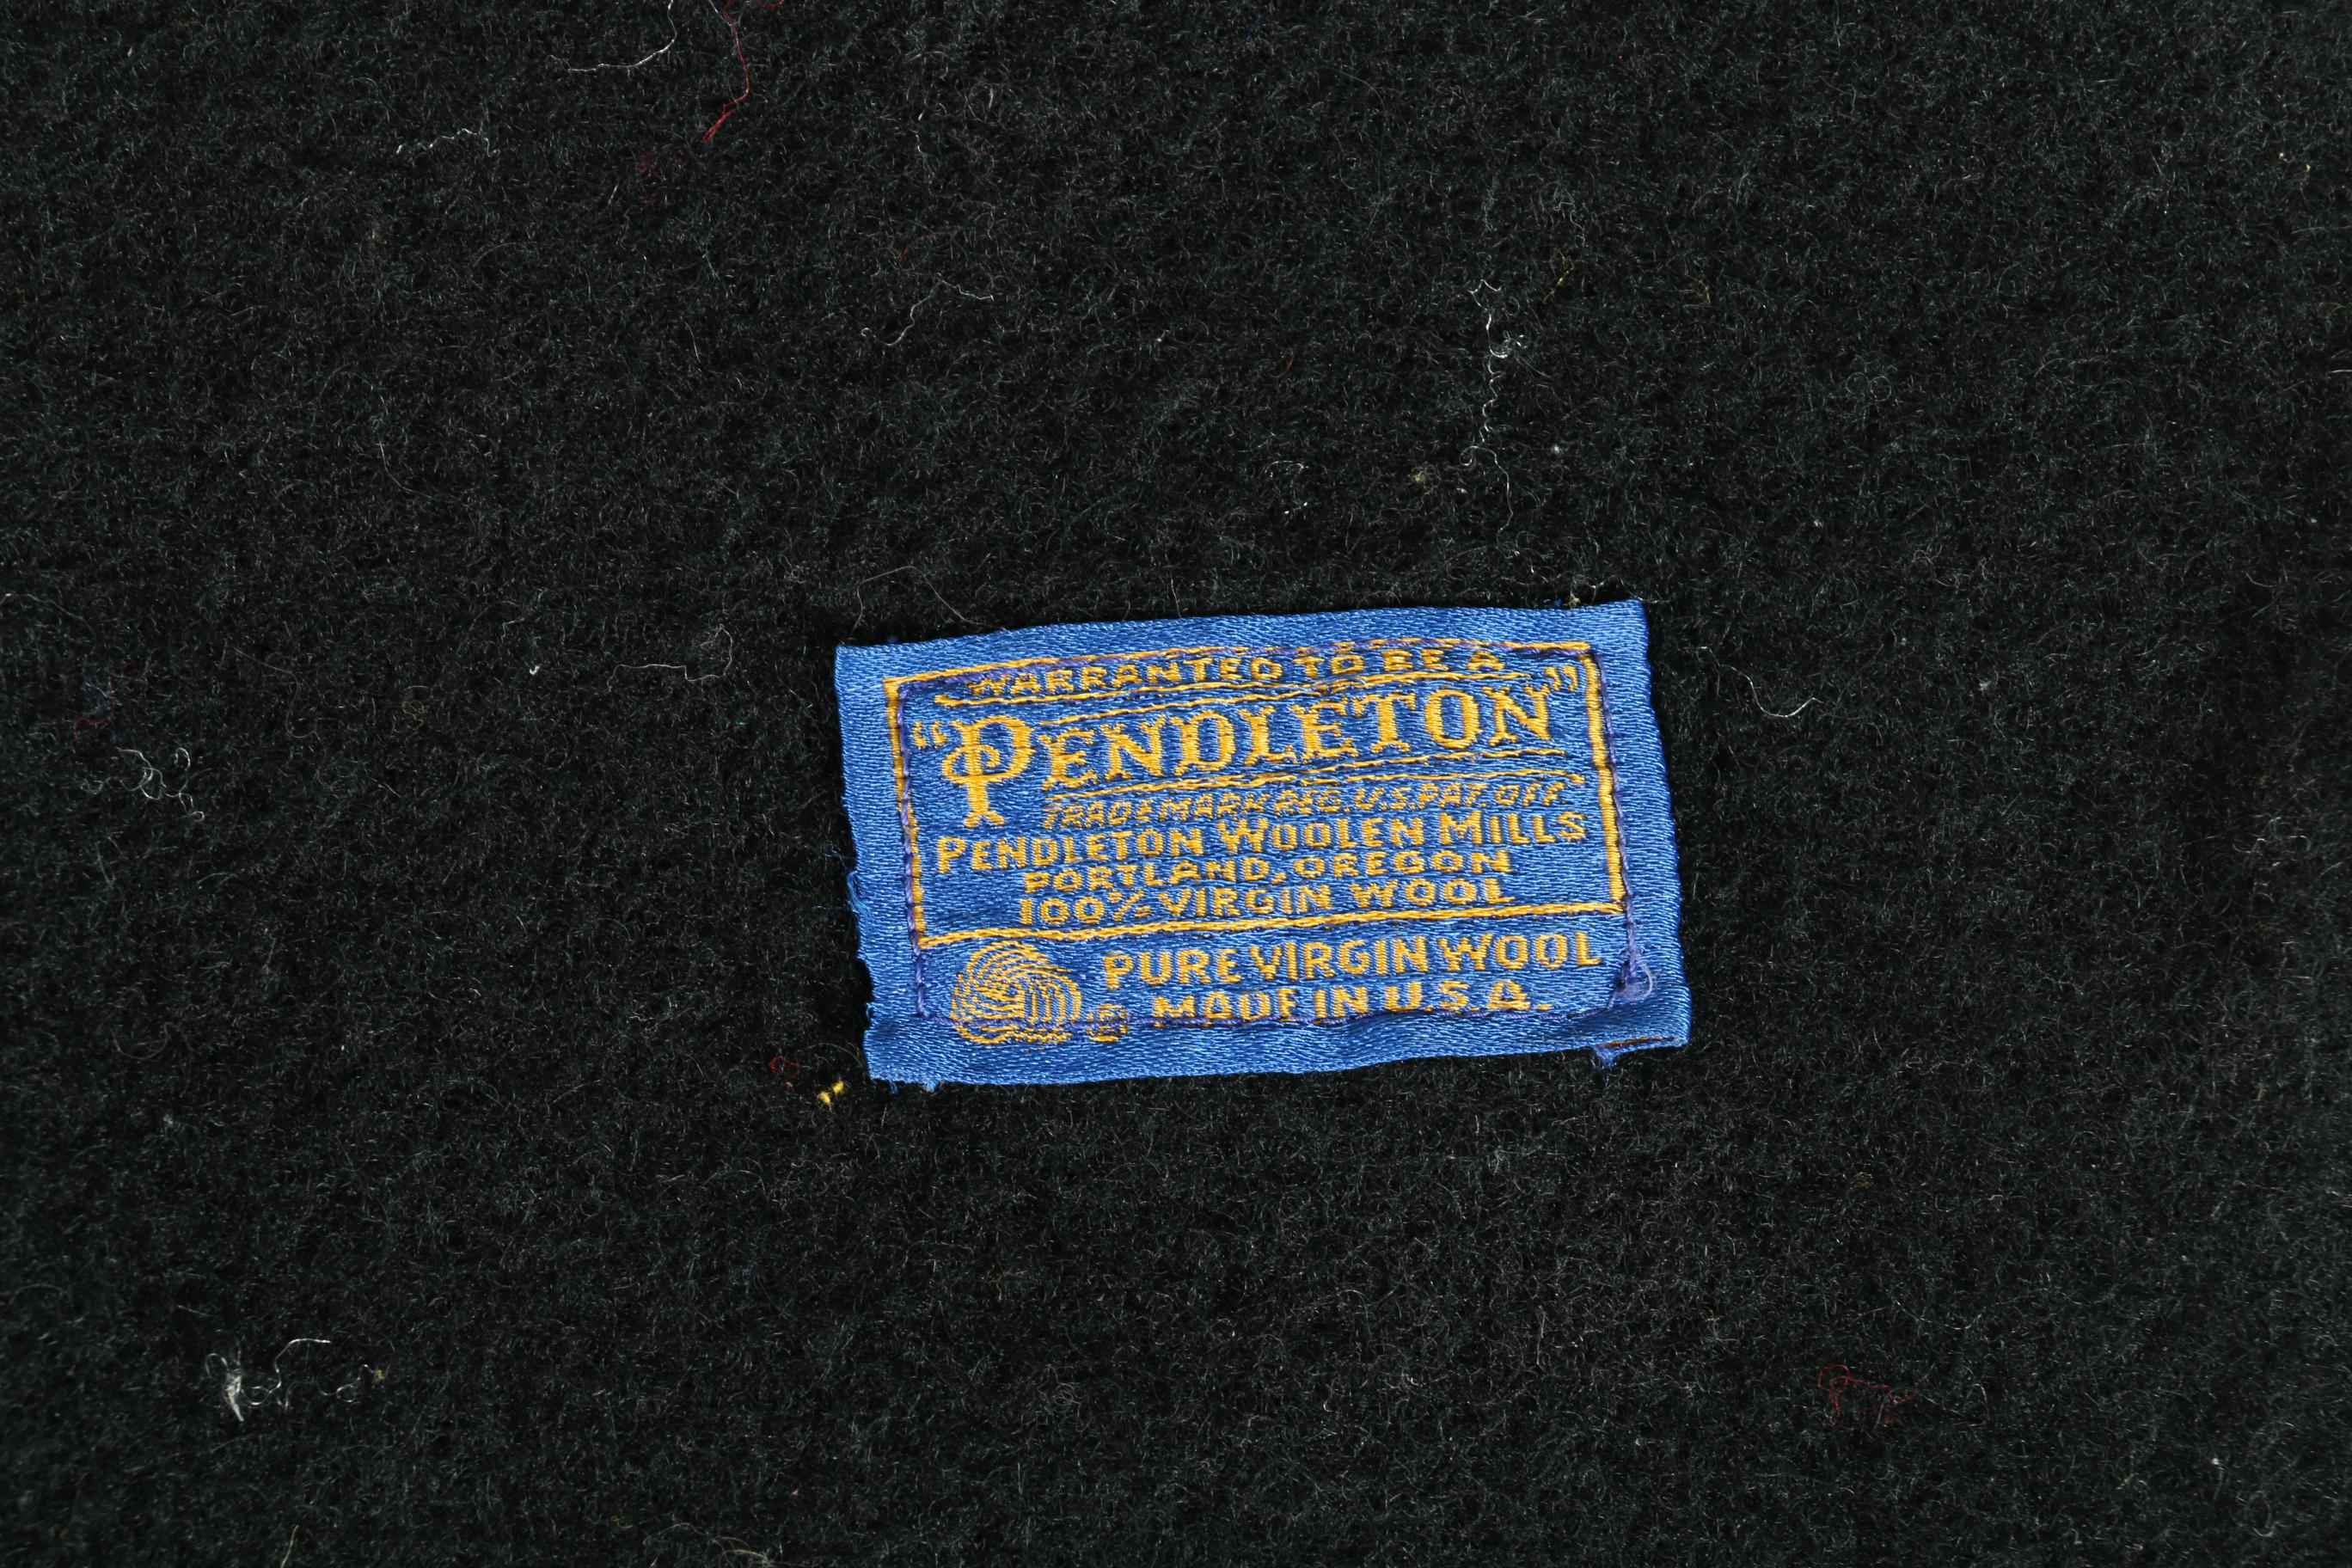 WARRANTED TO BE A
"PENDLETON"
TRADE MARK REG. U.S. PAT. OFF.
PENDLETON WOOLEN MILLS
PORTLAND, OREGON
100% VIRGIN WOOL
PURE VIRGIN WOOL
®
MADE IN U.S.A.